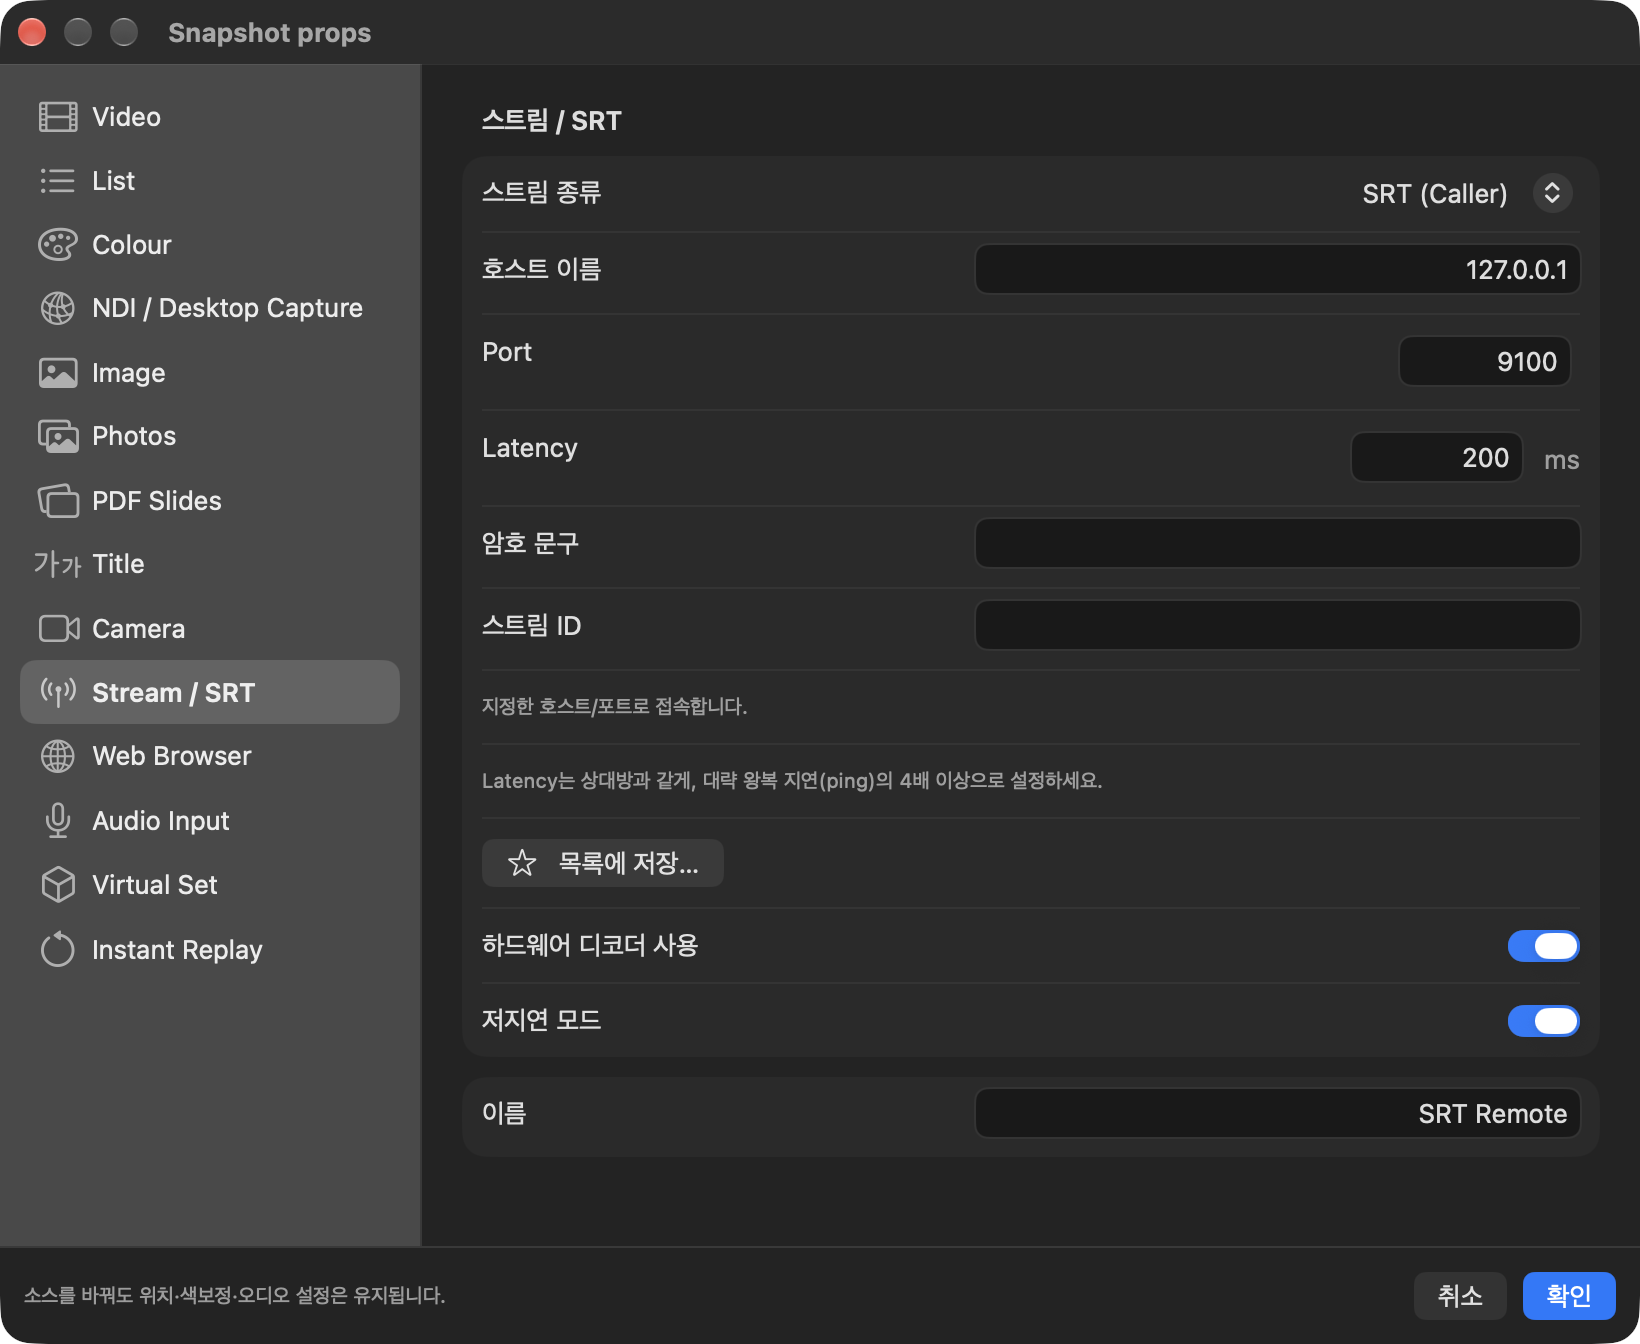 Snapshot props
Video
List
Colour
NDI / Desktop Capture
Image
Photos
PDF Slides
가가 Title
Camera
Stream / SRT
Web Browser
Audio Input
Virtual Set
Instant Replay
스트림 / SRT
스트림 종류 SRT (Caller)
호스트 이름 127.0.0.1
Port 9100
Latency 200 ms
암호 문구
스트림 ID
지정한 호스트/포트로 접속합니다.
Latency는 상대방과 같게, 대략 왕복 지연(ping)의 4배 이상으로 설정하세요.
목록에 저장...
하드웨어 디코더 사용
저지연 모드
이름 SRT Remote
소스를 바꿔도 위치·색보정·오디오 설정은 유지됩니다.
취소 확인